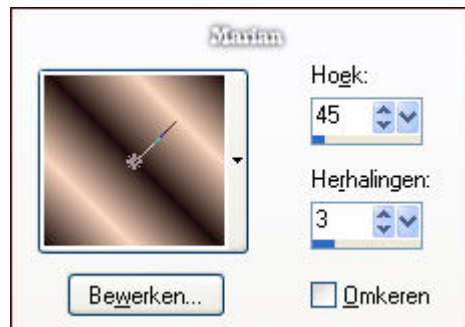 Marian
Hoek:
45
Herhalingen:
3
Bewerken...
Omkeren